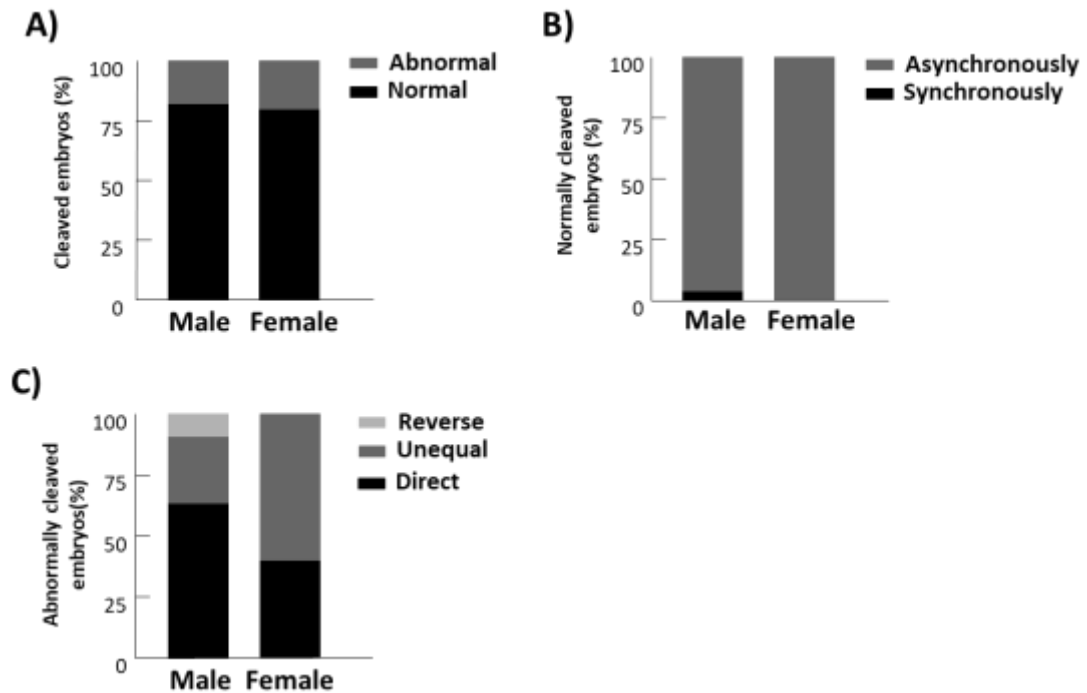 A)
Cleaved embryos (%)
100
75
50
25
0
Male Female
Abnormal
Normal
B)
Normally cleaved
embryos (%)
100
75
50
25
0
Male Female
Asynchronously
Synchronously
C)
Abnormally cleaved
embryos(%)
100
75
50
25
0
Male Female
Reverse
Unequal
Direct